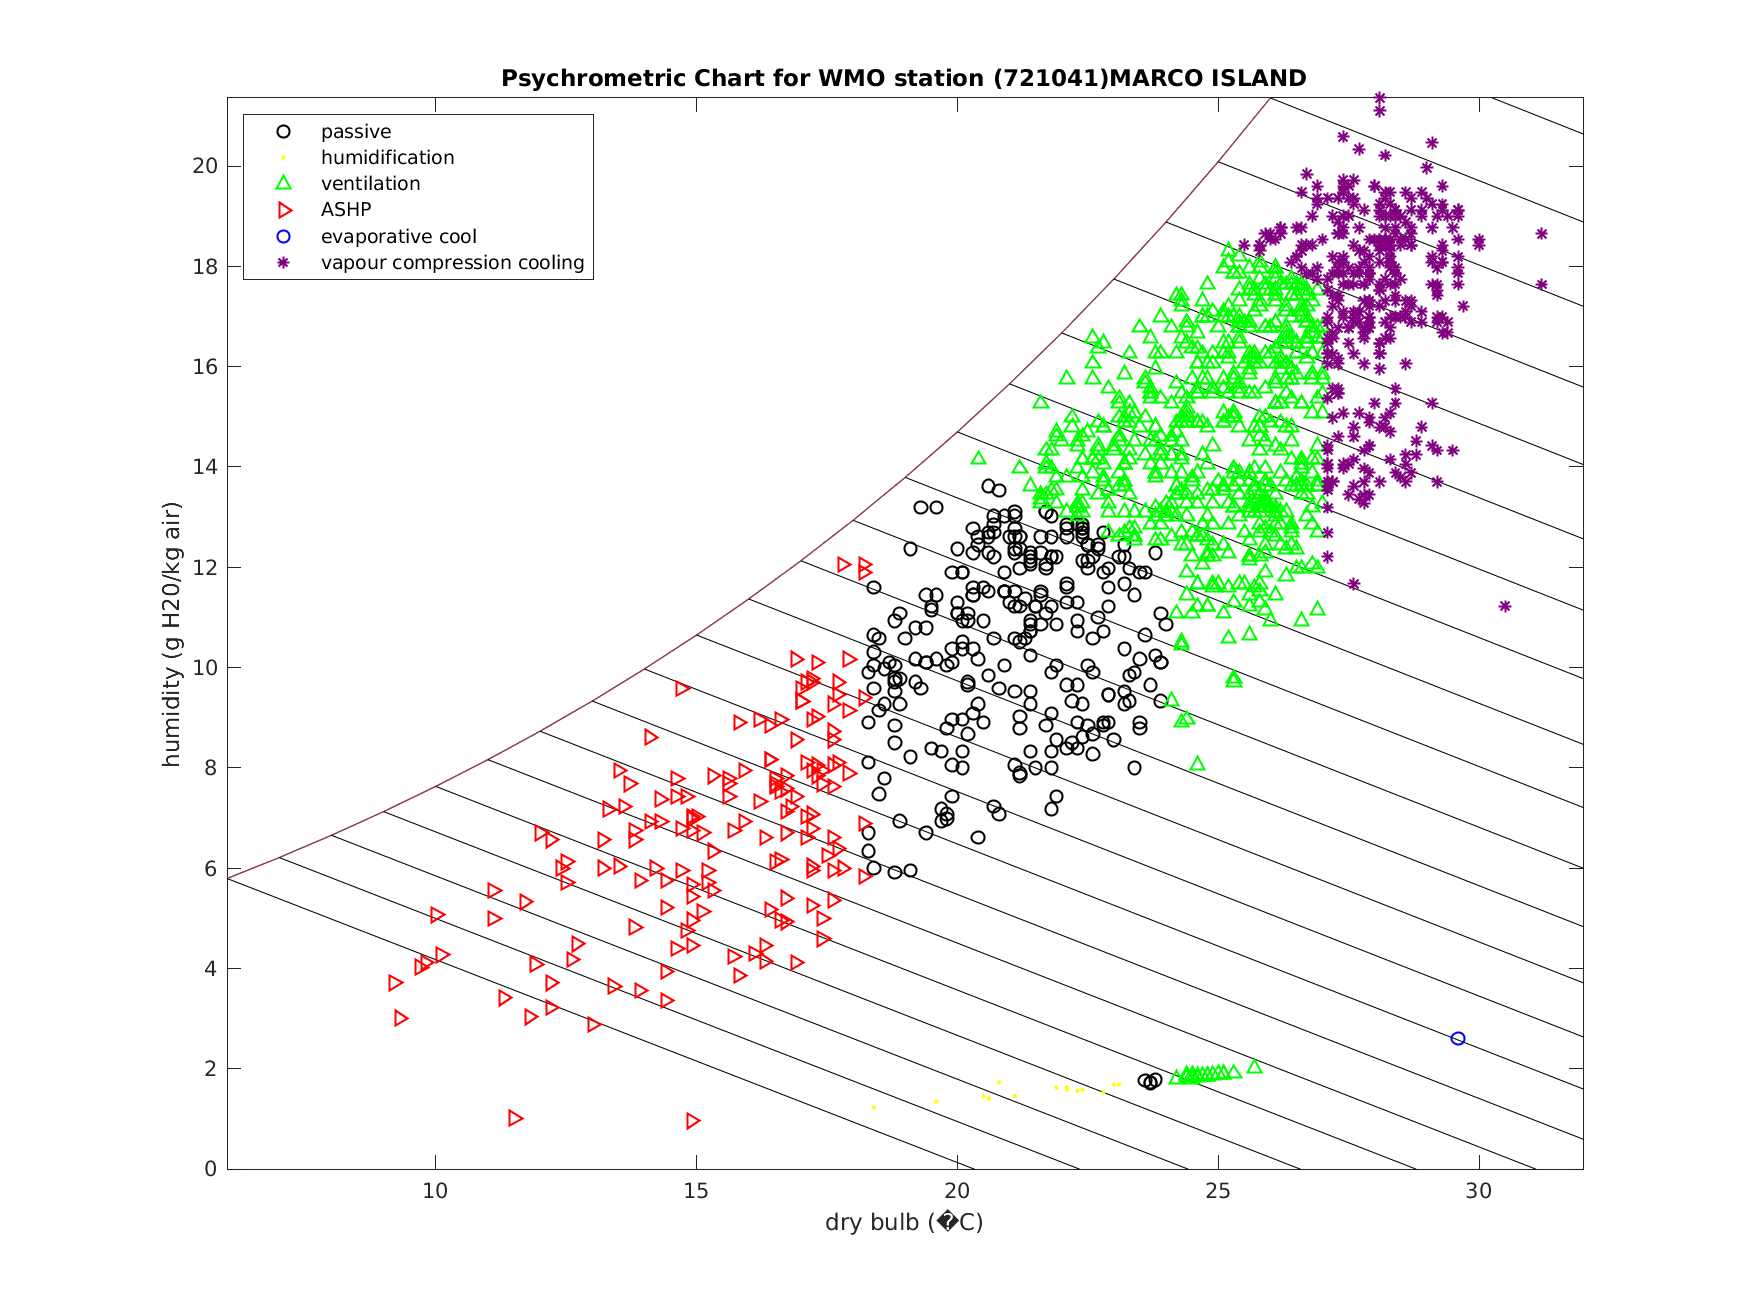 Psychrometric Chart for WMO station (721041)MARCO ISLAND
passive
humidification
ventilation
ASHP
evaporative cool
vapour compression cooling
humidity (g H20/kg air)
20
18
16
14
12
10
8
6
4
2
0
10 15 20 25 30
dry bulb (�C)